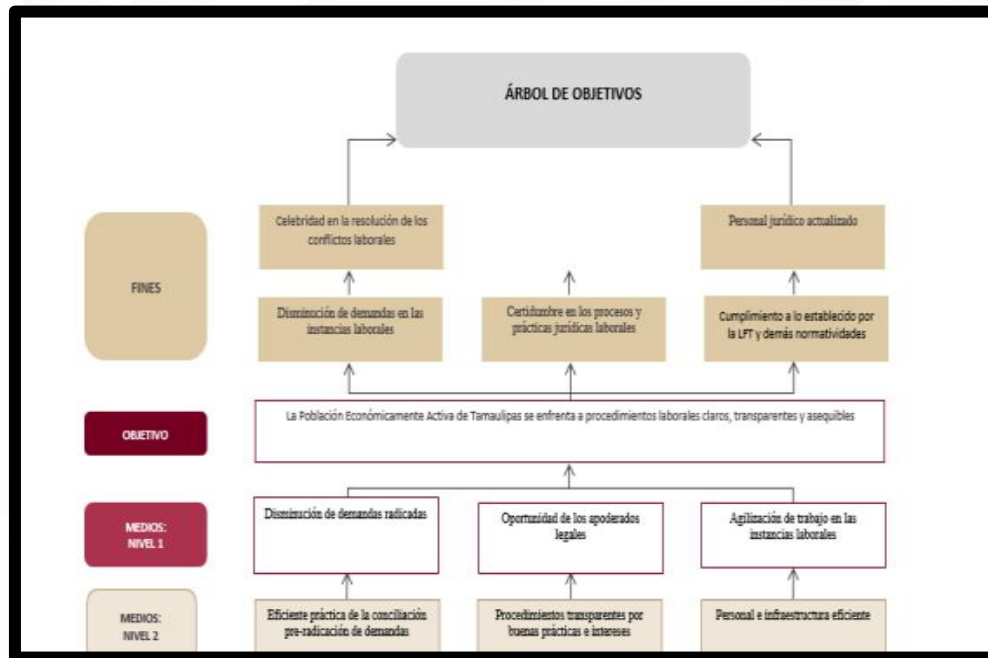 ÁRBOL DE OBJETIVOS
Celebridad en la resolución de los
conflictos laborales
Personal jurídico actualizado
FINES
Disminución de demandas en las
instancias laborales
Certidumbre en los procesos y
prácticas jurídicas laborales
Cumplimiento a lo establecido por
la LFT y demás normatividades
OBJETIVO
La Población Económicamente Activa de Tamaulipas se enfrenta a procedimientos laborales claros, transparentes y asequibles
MEDIOS:
NIVEL 1
Disminución de demandas radicadas
Oportunidad de los apoderados
legales
Agilización de trabajo en las
instancias laborales
MEDIOS:
NIVEL 2
Eficiente práctica de la conciliación
pre-radicación de demandas
Procedimientos transparentes por
buenas prácticas e intereses
Personal e infraestructura eficiente